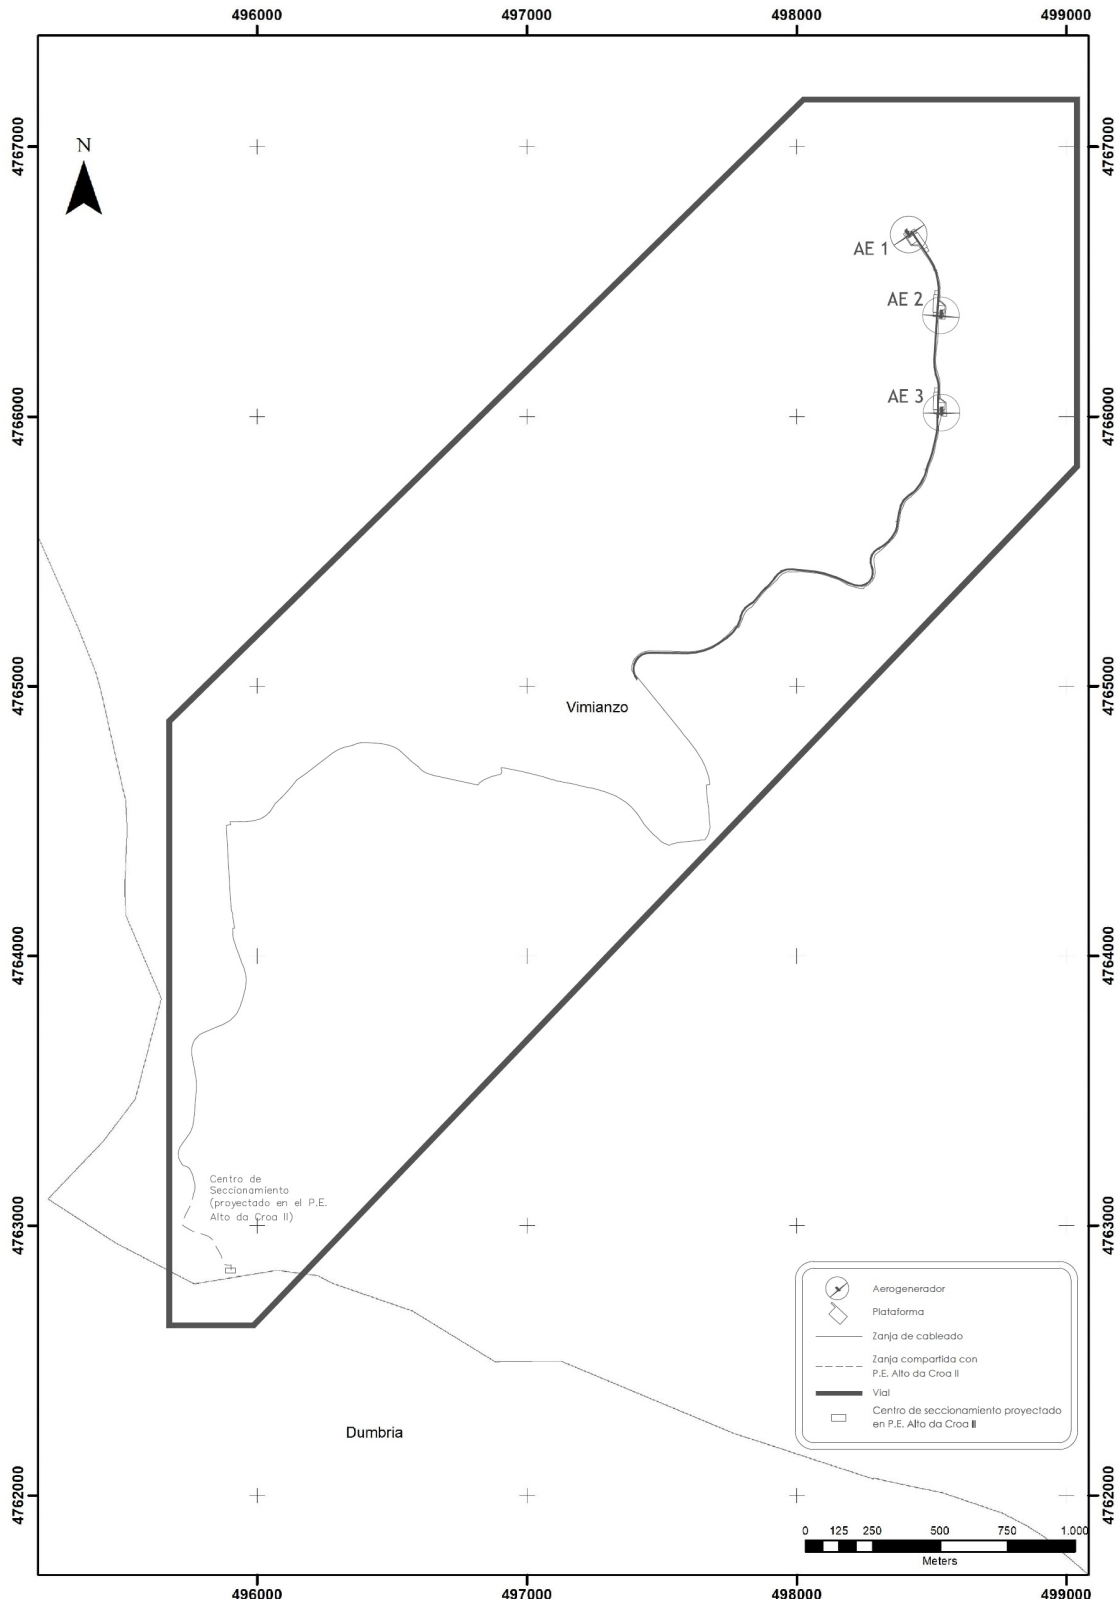 496000 497000 498000 499000
4767000
4767000
N
AE 1
AE 2
AE 3
4766000
4766000
4765000
4765000
Vimianzo
4764000
4764000
Centro de
Seccionamiento
(proyectado en el P.E.
Alto da Croa II)
4763000
4763000
Aerogenerador
Plataforma
Zanja de cableado
Zanja compartida con
P.E. Alto da Croa II
Vial
Centro de seccionamiento proyectado
en P.E. Alto da Croa II
Dumbria
4762000
4762000
0 125 250 500 750 1.000
Meters
496000 497000 498000 499000